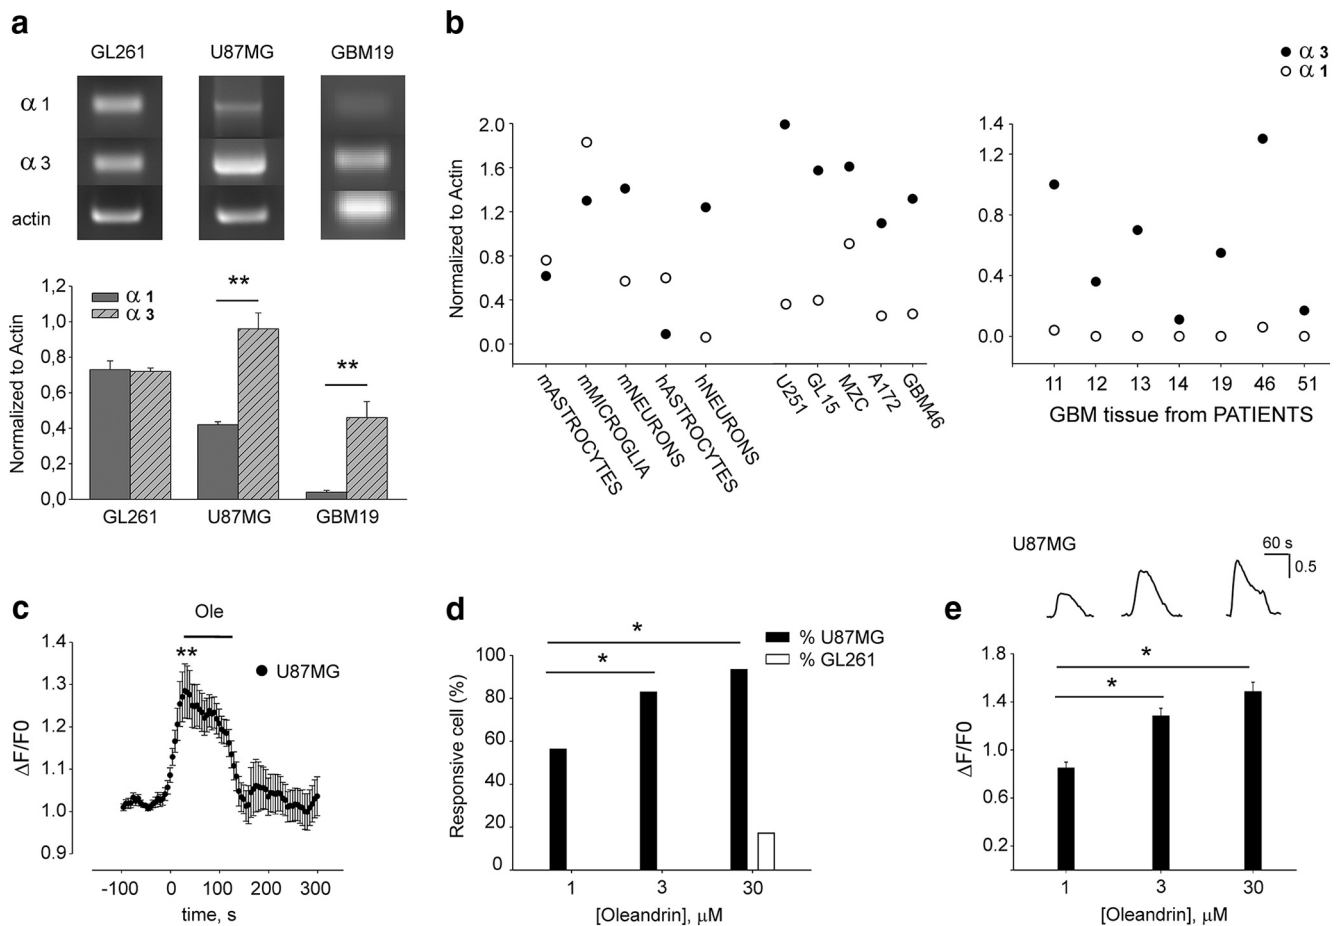 a
GL261 U87MG GBM19
α 1
α 3
actin
Normalized to Actin
1,2
1,0
0,8
0,6
0,4
0,2
0,0
α 1
α 3
**
**
GL261 U87MG GBM19
b
α 3
α 1
Normalized to Actin
2.0
1.6
1.2
0.8
0.4
0.0
mASTROCYTES
mMICROGLIA
mNEURONS
hASTROCYTES
hNEURONS
U251
GL15
MZC
A172
GBM46
1.4
1.2
0.8
0.4
0.0
11 12 13 14 19 46 51
GBM tissue from PATIENTS
c
Ole
**
U87MG
ΔF/F0
1.4
1.3
1.2
1.1
1.0
0.9
-100 0 100 200 300
time, s
d
*
*
% U87MG
% GL261
Responsive cell (%)
100
80
60
40
20
0
1 3 30
[Oleandrin], μM
e
U87MG
60 s
0.5
*
*
ΔF/F0
1.8
1.4
1.0
0.6
0.2
1 3 30
[Oleandrin], μM